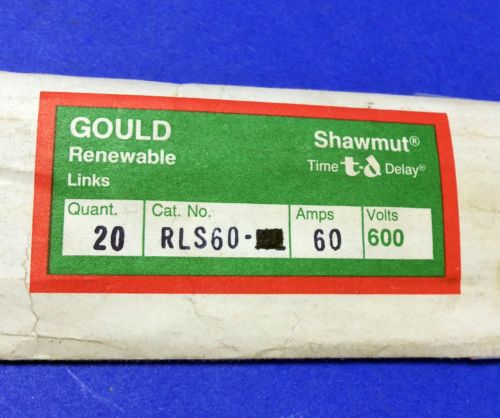 GOULD
Renewable
Links
Shawmut®
Time t-d Delay®
Quant. Cat. No. Amps Volts
20 RLS60- 60 600